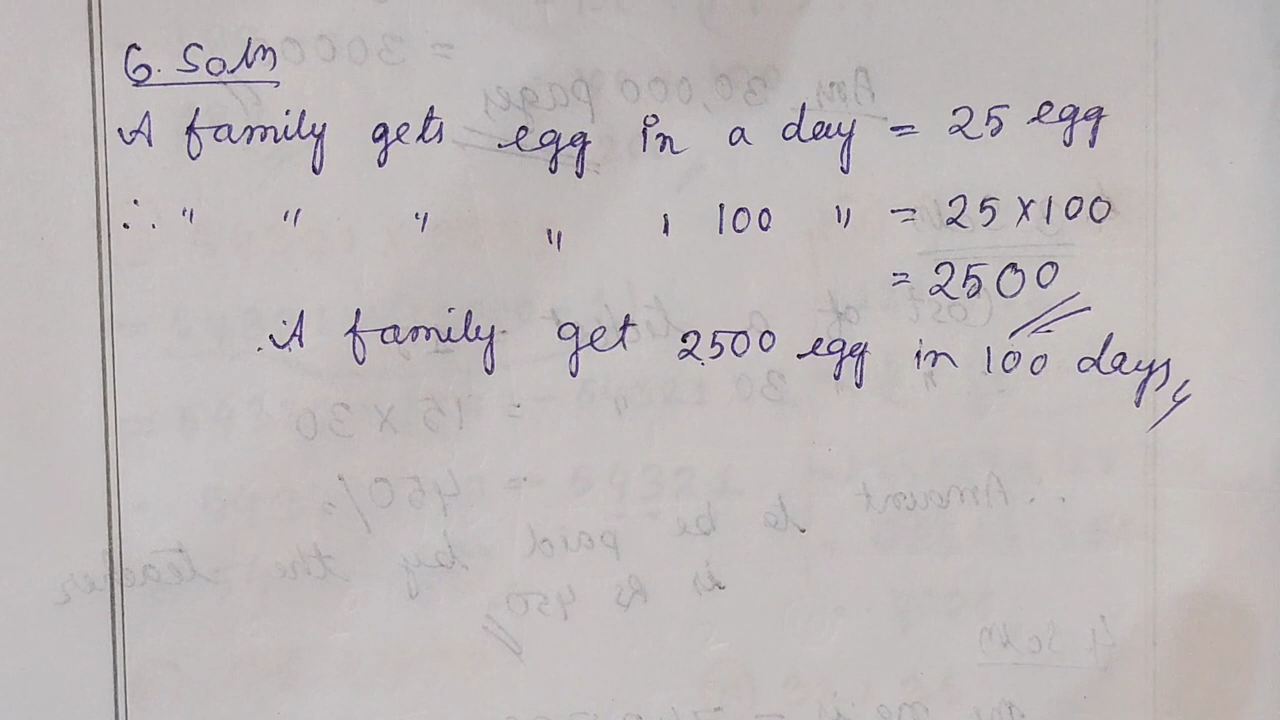 6. Soln
A family gets egg in a day = 25 egg
∴ " " " " " 100 " = 25 × 100
= 2500
A family get 2500 egg in 100 days